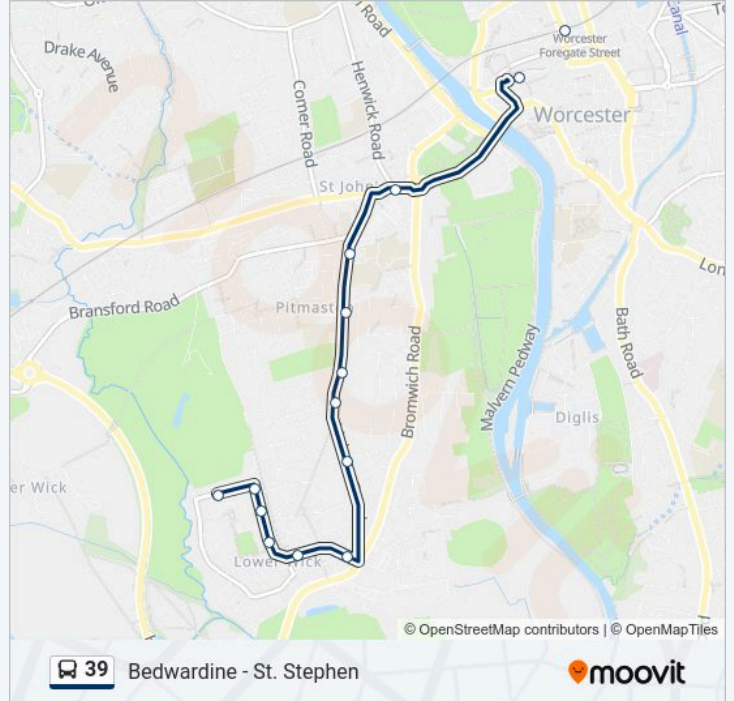 Road
Drake Avenue
Henwick Road
Comer Road
Worcester
Foregate Street
Canal
Worcester
St John'
Bransford Road
Pitmast
Bromwich Road
Malvern Pedway
Bath Road
Lon
Diglis
er Wick
Lower Wick
© OpenStreetMap contributors | © OpenMapTiles
39 Bedwardine - St. Stephen
moovit